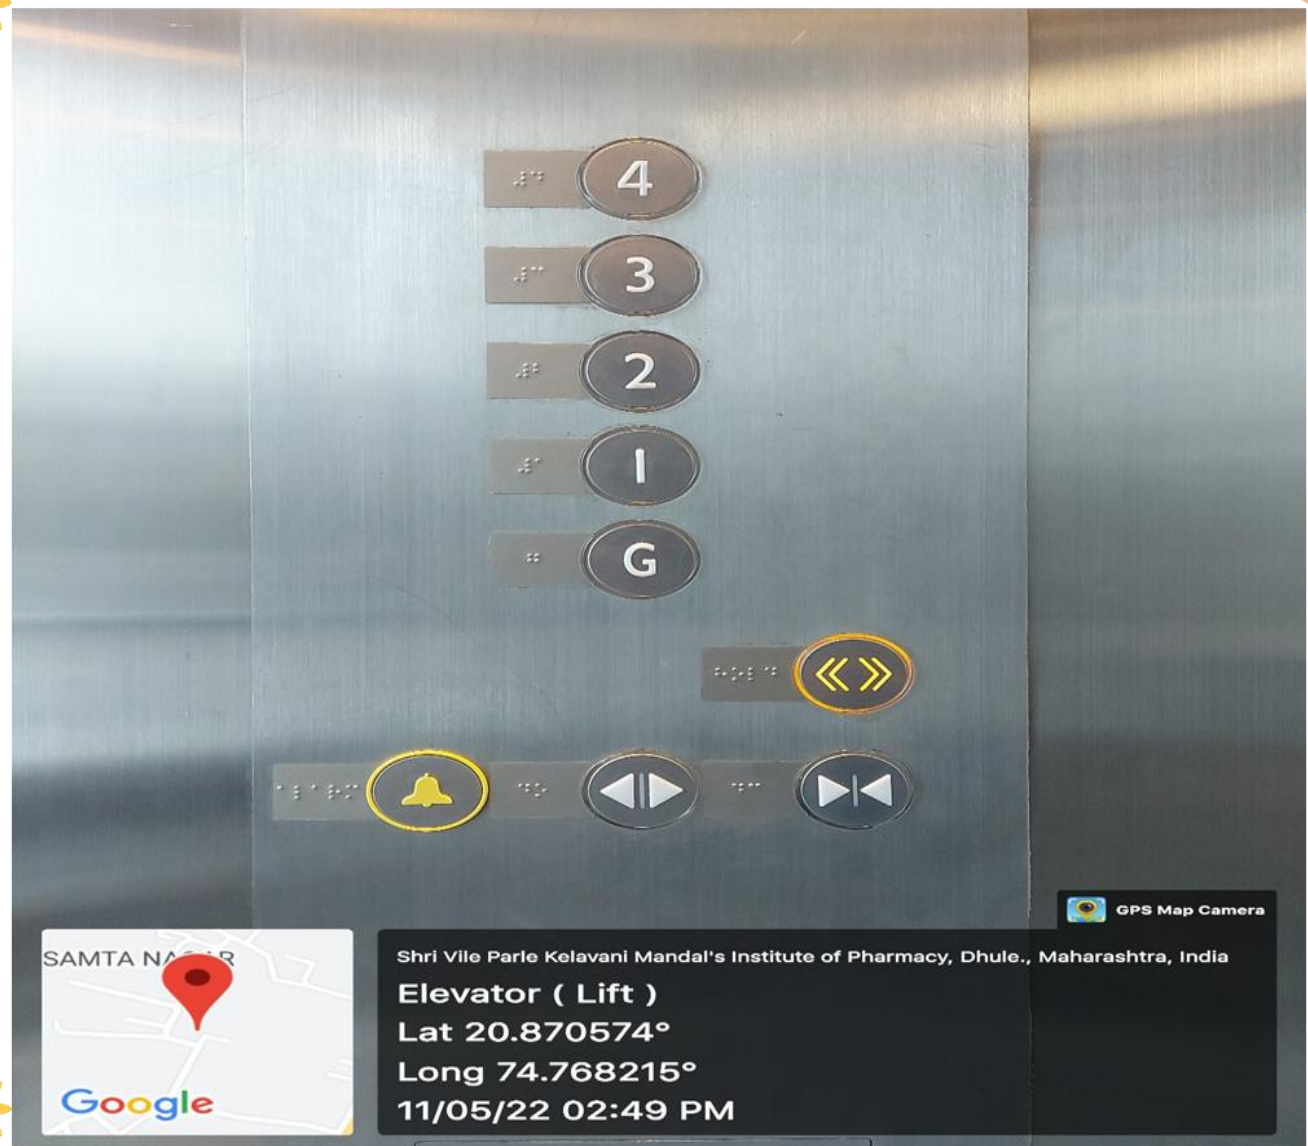 4
3
2
1
G
GPS Map Camera
SAMTA NAGAR
Google
Shri Vile Parle Kelavani Mandal's Institute of Pharmacy, Dhule., Maharashtra, India
Elevator ( Lift )
Lat 20.870574°
Long 74.768215°
11/05/22 02:49 PM